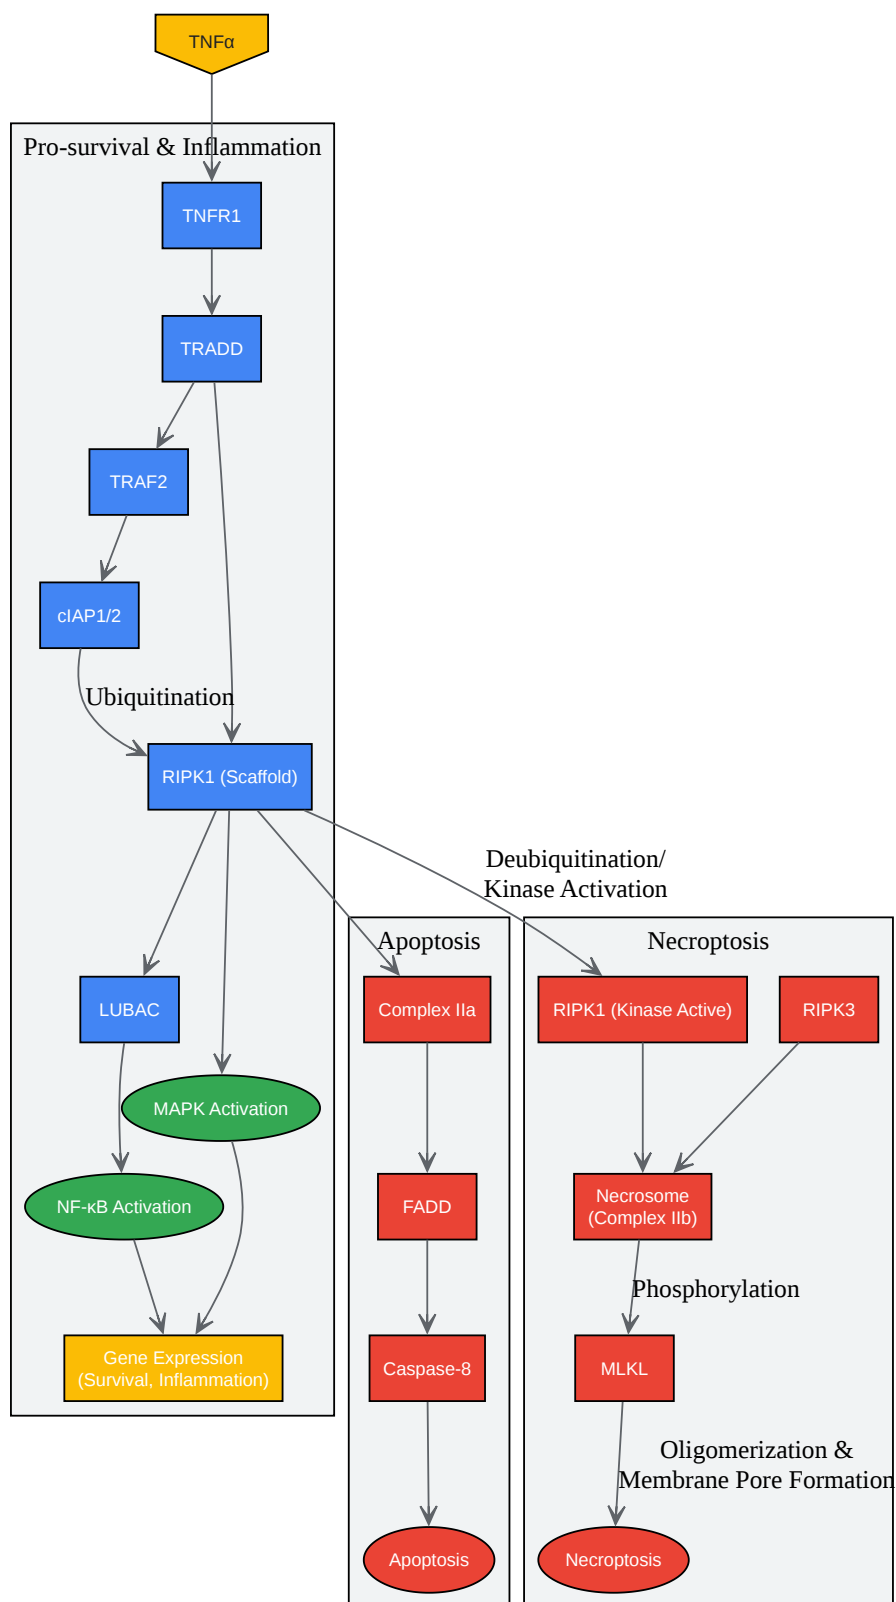 TNFα
Pro-survival & Inflammation
TNFR1
TRADD
TRAF2
cIAP1/2
Ubiquitination
RIPK1 (Scaffold)
Deubiquitination/
Kinase Activation
Apoptosis
Necroptosis
LUBAC
Complex IIa
RIPK1 (Kinase Active)
RIPK3
MAPK Activation
NF-κB Activation
FADD
Necrosome
(Complex IIb)
Phosphorylation
Gene Expression
(Survival, Inflammation)
Caspase-8
MLKL
Oligomerization &
Membrane Pore Formation
Apoptosis
Necroptosis